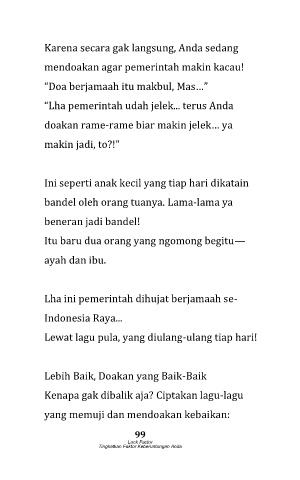 Karena secara gak langsung, Anda sedang
mendoakan agar pemerintah makin kacau!
“Doa berjamaah itu makbul, Mas…”
“Lha pemerintah udah jelek... terus Anda
doakan rame-rame biar makin jelek… ya
makin jadi, to?!”
Ini seperti anak kecil yang tiap hari dikatain
bandel oleh orang tuanya. Lama-lama ya
beneran jadi bandel!
Itu baru dua orang yang ngomong begitu—
ayah dan ibu.
Lha ini pemerintah dihujat berjamaah se-
Indonesia Raya...
Lewat lagu pula, yang diulang-ulang tiap hari!
Lebih Baik, Doakan yang Baik-Baik
Kenapa gak dibalik aja? Ciptakan lagu-lagu
yang memuji dan mendoakan kebaikan:
99
Luck Factor
Tingkatkan Faktor Keberuntungan Anda